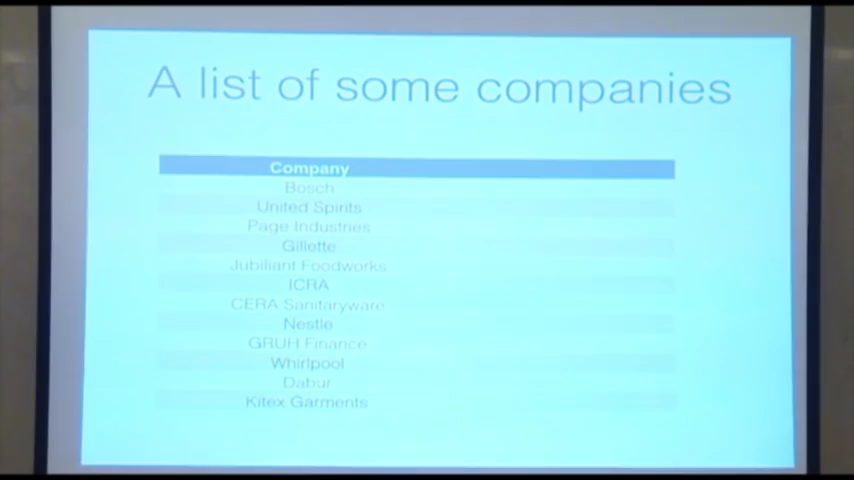 A list of some companies
Company
Bosch
United Spirits
Page Industries
Gillette
Jubiliant Foodworks
ICRA
CERA Sanitaryware
Nestle
GRUH Finance
Whirlpool
Dabur
Kitex Garments